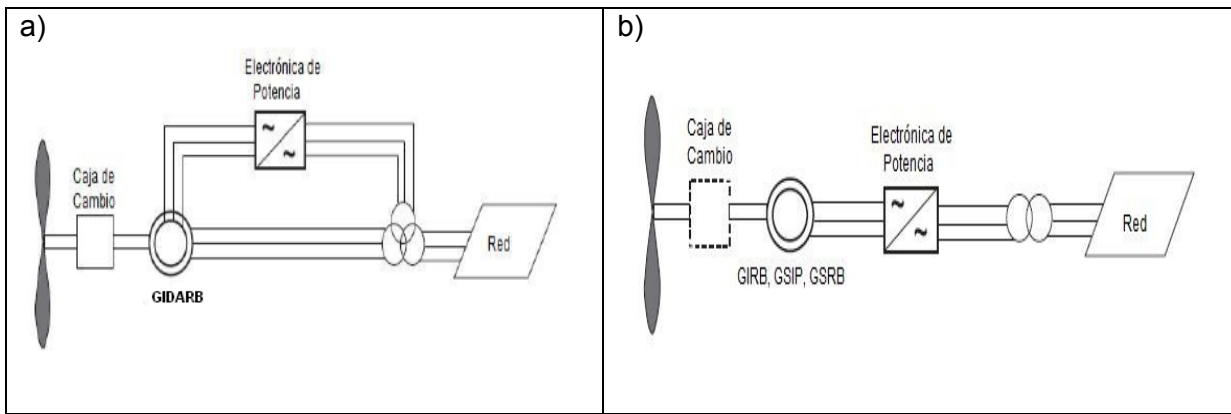 a)
Electrónica de
Potencia
~
~
Caja de
Cambio
Red
GIDARB
b)
Caja de
Cambio
Electrónica de
Potencia
~
~
Red
GIRB, GSIP, GSRB